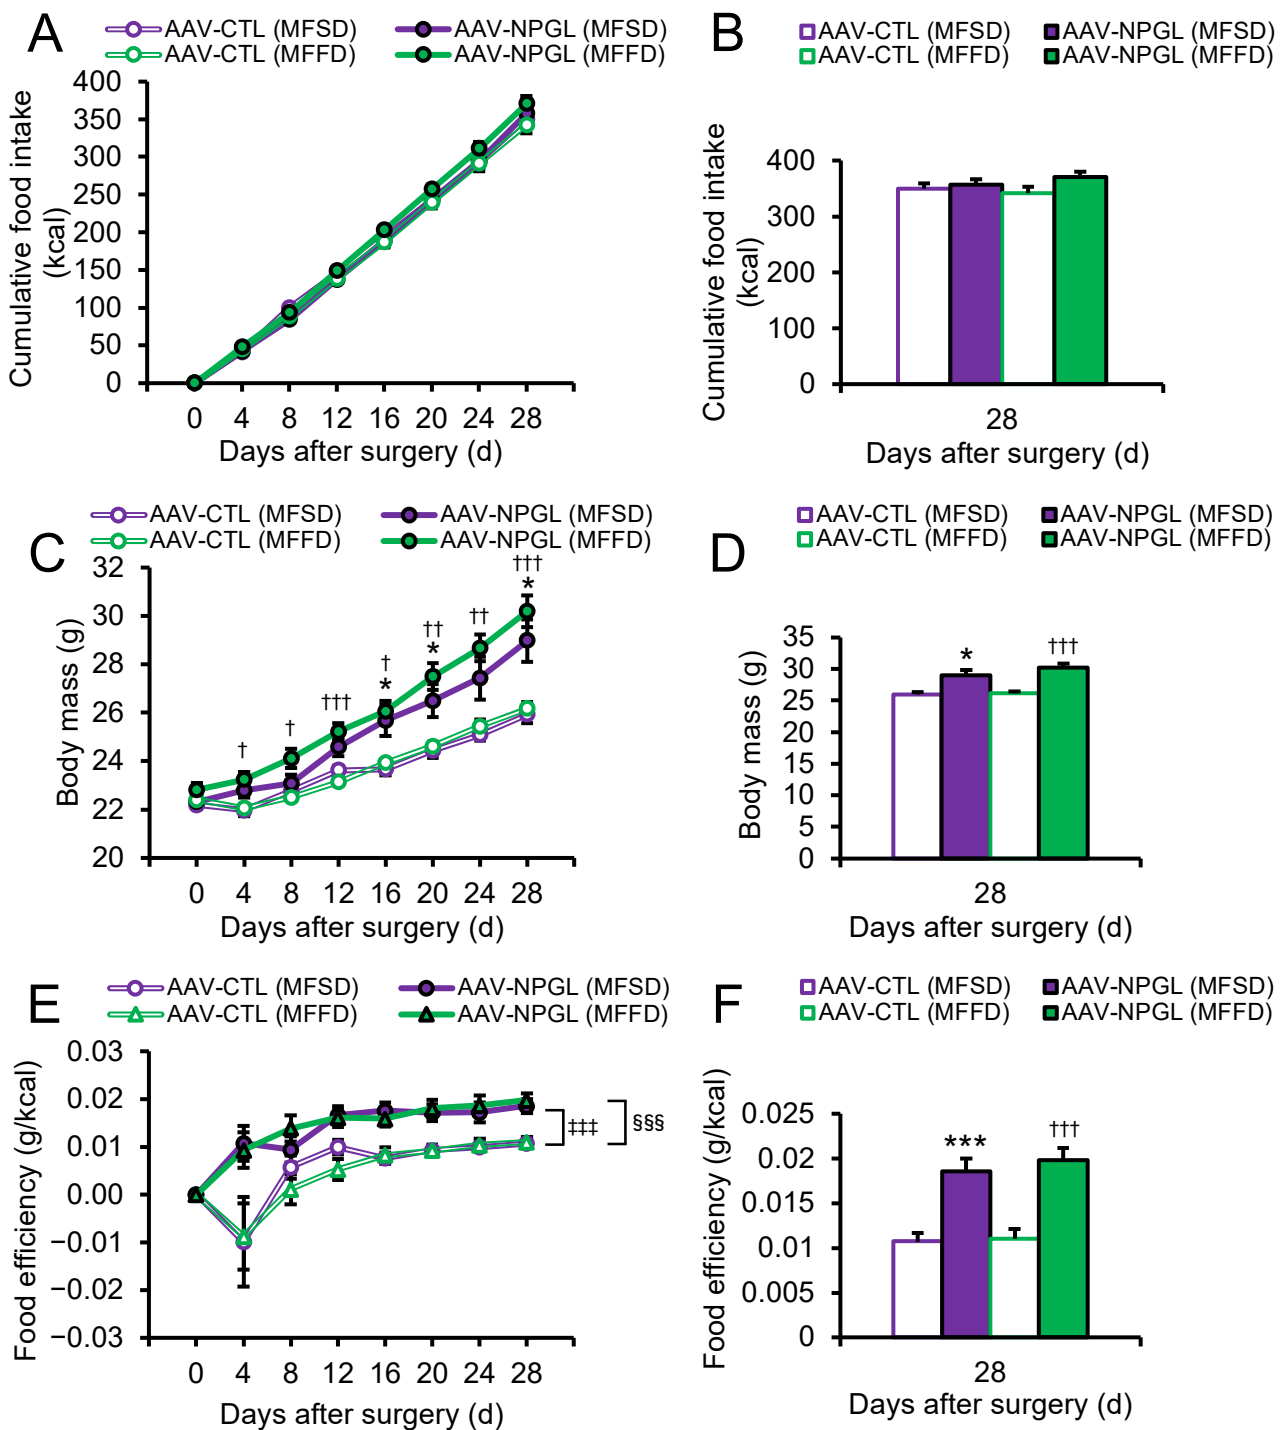 A
AAV-CTL (MFSD) AAV-NPGL (MFSD)
AAV-CTL (MFFD) AAV-NPGL (MFFD)
Cumulative food intake
(kcal)
400
350
300
250
200
150
100
50
0
0 4 8 12 16 20 24 28
Days after surgery (d)
B
AAV-CTL (MFSD) AAV-NPGL (MFSD)
AAV-CTL (MFFD) AAV-NPGL (MFFD)
Cumulative food intake
(kcal)
400
300
200
100
0
28
Days after surgery (d)
C
AAV-CTL (MFSD) AAV-NPGL (MFSD)
AAV-CTL (MFFD) AAV-NPGL (MFFD)
Body mass (g)
32
30
28
26
24
22
20
† † ††† † * †† * †† ††† *
0 4 8 12 16 20 24 28
Days after surgery (d)
D
AAV-CTL (MFSD) AAV-NPGL (MFSD)
AAV-CTL (MFFD) AAV-NPGL (MFFD)
Body mass (g)
35
30
25
20
15
10
5
0
* †††
28
Days after surgery (d)
E
AAV-CTL (MFSD) AAV-NPGL (MFSD)
AAV-CTL (MFFD) AAV-NPGL (MFFD)
Food efficiency (g/kcal)
0.03
0.02
0.01
0.00
−0.01
−0.02
−0.03
‡‡‡ §§§
0 4 8 12 16 20 24 28
Days after surgery (d)
F
AAV-CTL (MFSD) AAV-NPGL (MFSD)
AAV-CTL (MFFD) AAV-NPGL (MFFD)
Food efficiency (g/kcal)
0.025
0.02
0.015
0.01
0.005
0
*** †††
28
Days after surgery (d)